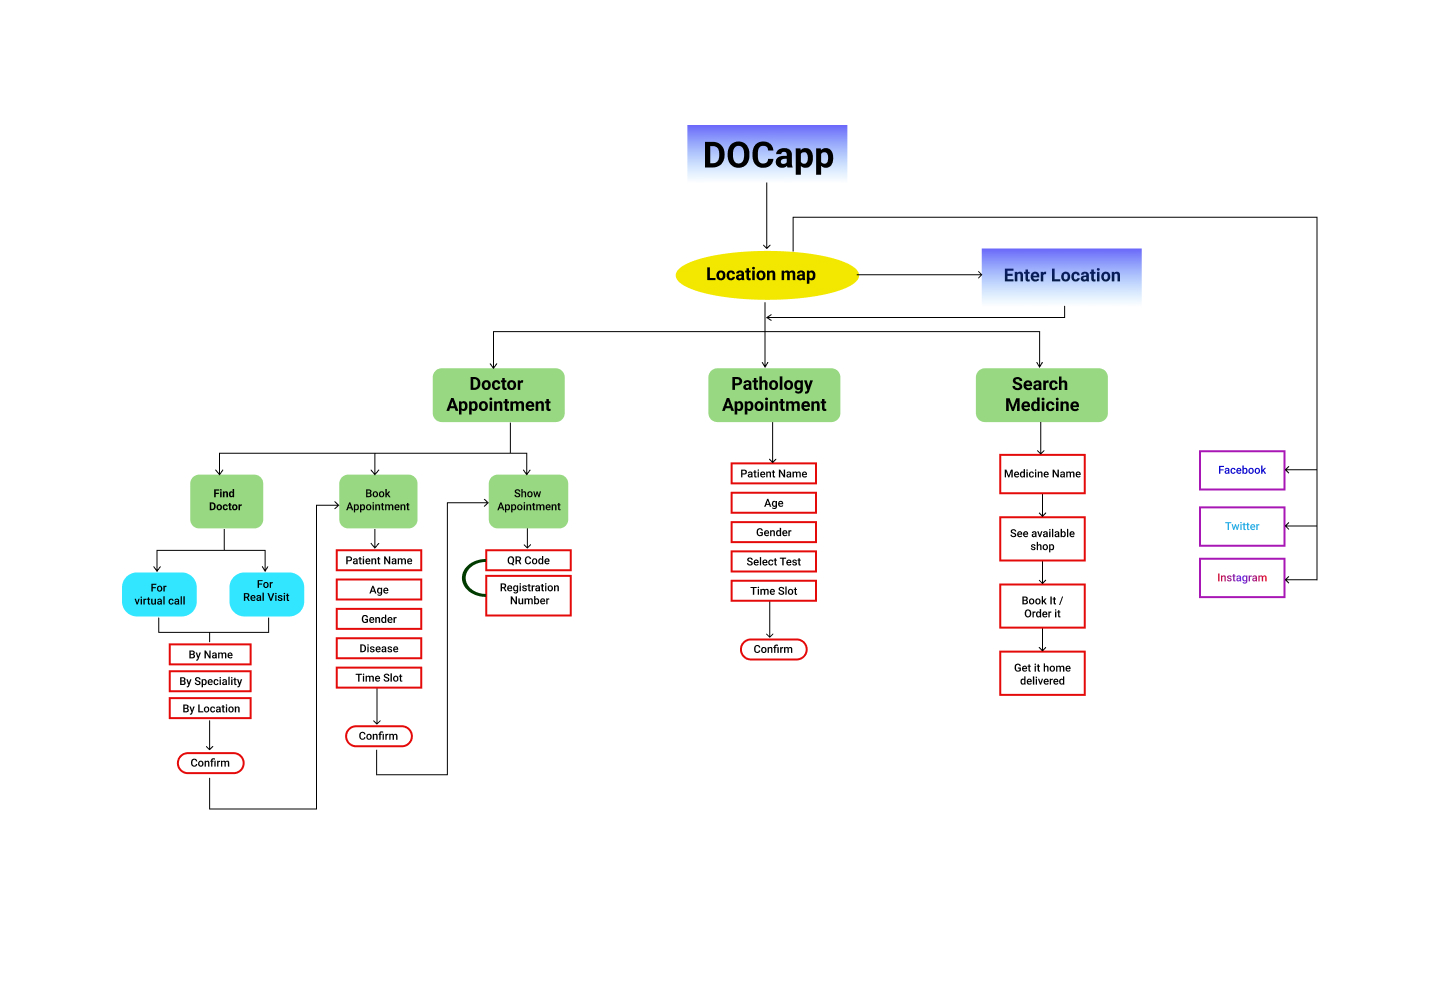 DOCapp
Location map
Enter Location
Doctor
Appointment
Pathology
Appointment
Search
Medicine
Find
Doctor
Book
Appointment
Show
Appointment
For
virtual call
For
Real Visit
By Name
By Speciality
By Location
Confirm
Patient Name
Age
Gender
Disease
Time Slot
Confirm
QR Code
Registration
Number
Patient Name
Age
Gender
Select Test
Time Slot
Confirm
Medicine Name
See available
shop
Book It /
Order it
Get it home
delivered
Facebook
Twitter
Instagram